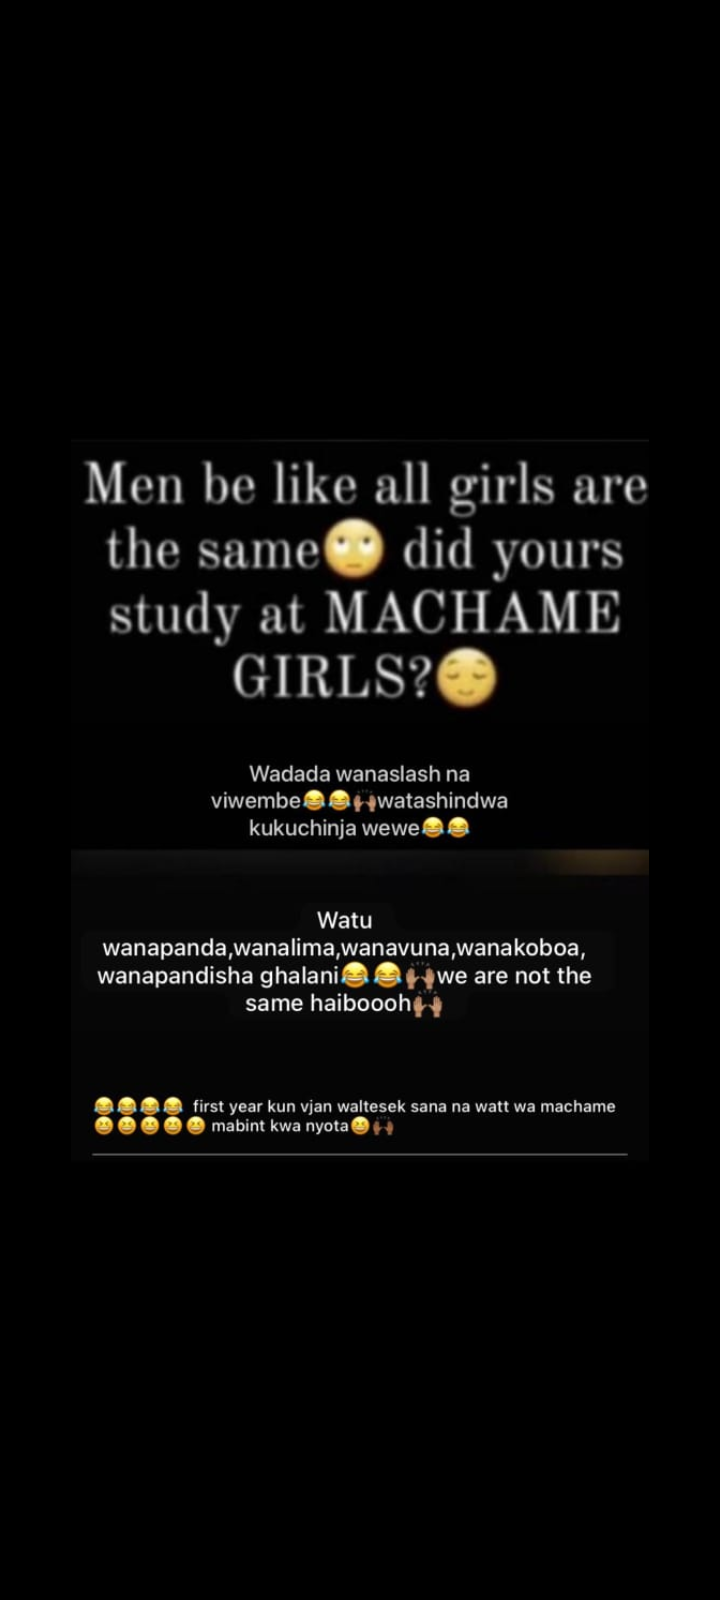 Men be like all girls are
the same🙄 did yours
study at MACHAME
GIRLS?😌
Wadada wanaslash na
viwembe😂😂🙌🏽watashindwa
kukuchinja wewe😂😂
Watu
wanapanda,wanalima,wanavuna,wanakoboa,
wanapandisha ghalani😂😂🙌🏽we are not the
same haiboooh🙌🏽
😂😂😂😂 first year kun vjan waltesek sana na watt wa machame
😆😆😆😆😆 mabint kwa nyota😆🙌🏾